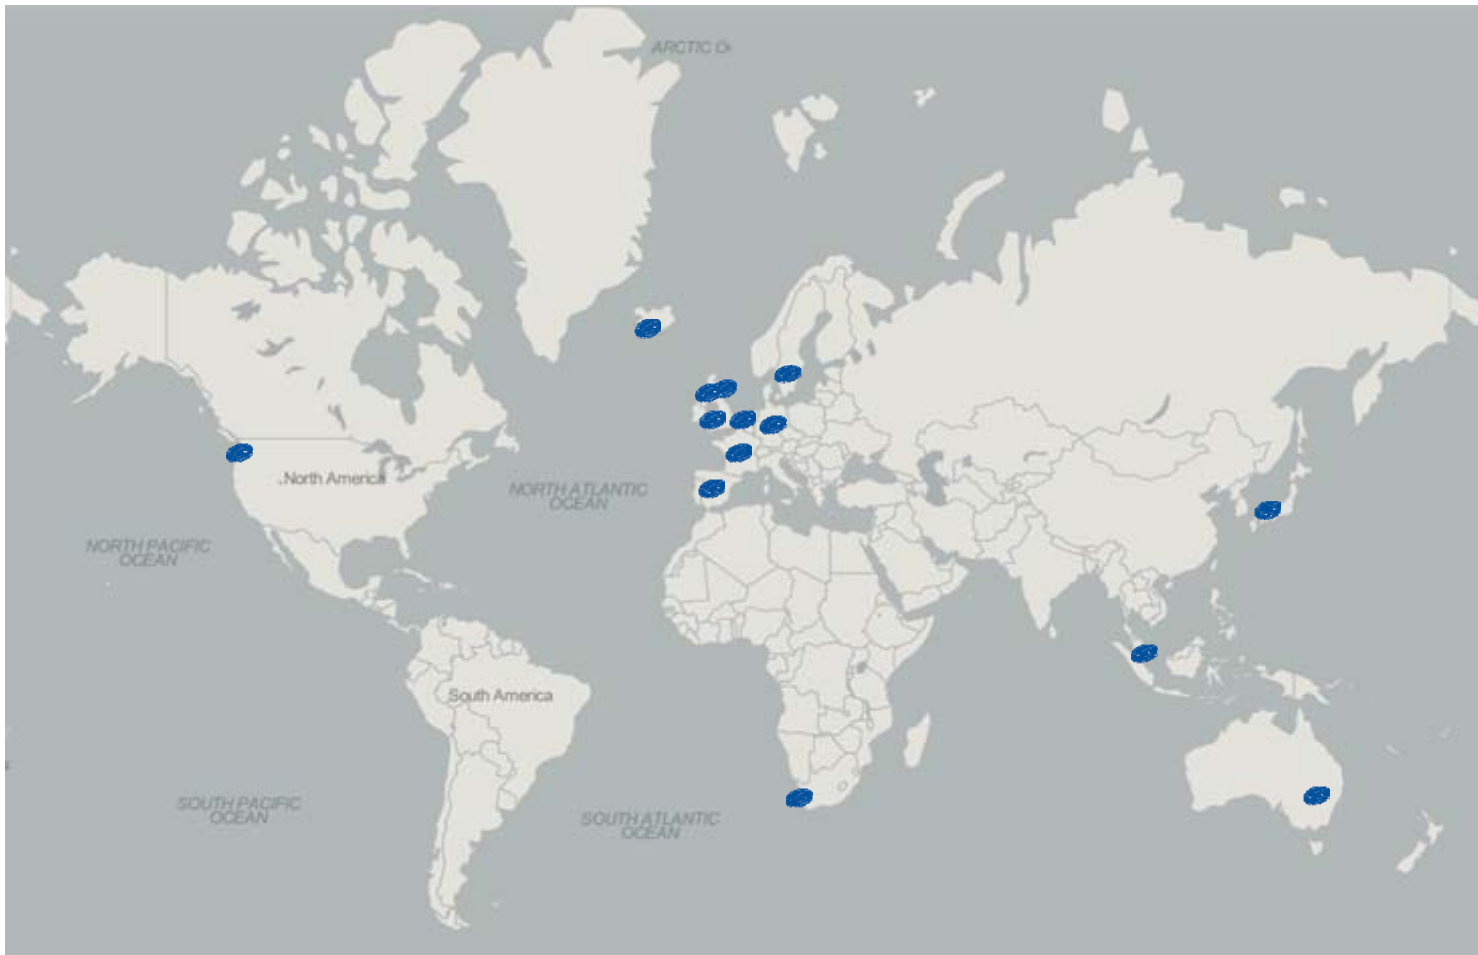 ARCTIC O
North America
NORTH ATLANTIC
OCEAN
NORTH PACIFIC
OCEAN
South America
SOUTH PACIFIC
OCEAN
SOUTH ATLANTIC
OCEAN